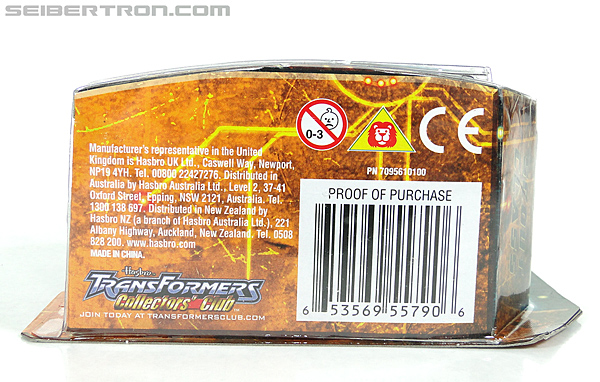 SEIBERTRON.COM
Manufacturer's representative in the United
Kingdom is Hasbro UK Ltd., Caswell Way, Newport,
NP19 4YH. Tel. 00800 22427276. Distributed in
Australia by Hasbro Australia Ltd., Level 2, 37-41
Oxford Street, Epping, NSW 2121, Australia. Tel.
1300 138 697. Distributed in New Zealand by
Hasbro NZ (a branch of Hasbro Australia Ltd.), 221
Albany Highway, Auckland, New Zealand. Tel. 0508
828 200. www.hasbro.com
MADE IN CHINA.
Hasbro
TRANSFORMERS
Collectors' Club™
JOIN TODAY AT TRANSFORMERSCLUB.COM
0-3
CE
PN 7095610100
PROOF OF PURCHASE
6 53569 55790 6